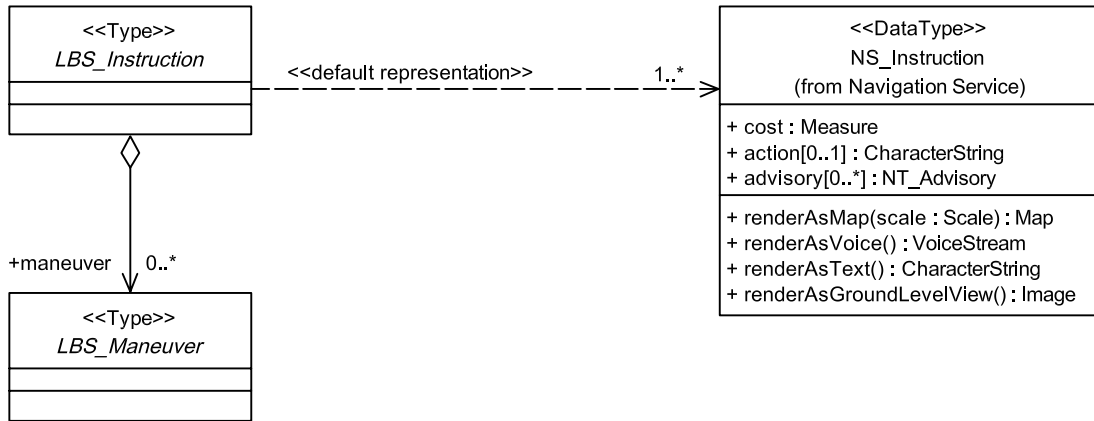 <<Type>>
LBS_Instruction
<<default representation>>
1..*
<<DataType>>
NS_Instruction
(from Navigation Service)
+ cost : Measure
+ action[0..1] : CharacterString
+ advisory[0..*] : NT_Advisory
+ renderAsMap(scale : Scale) : Map
+ renderAsVoice() : VoiceStream
+ renderAsText() : CharacterString
+ renderAsGroundLevelView() : Image
+maneuver
0..*
<<Type>>
LBS_Maneuver